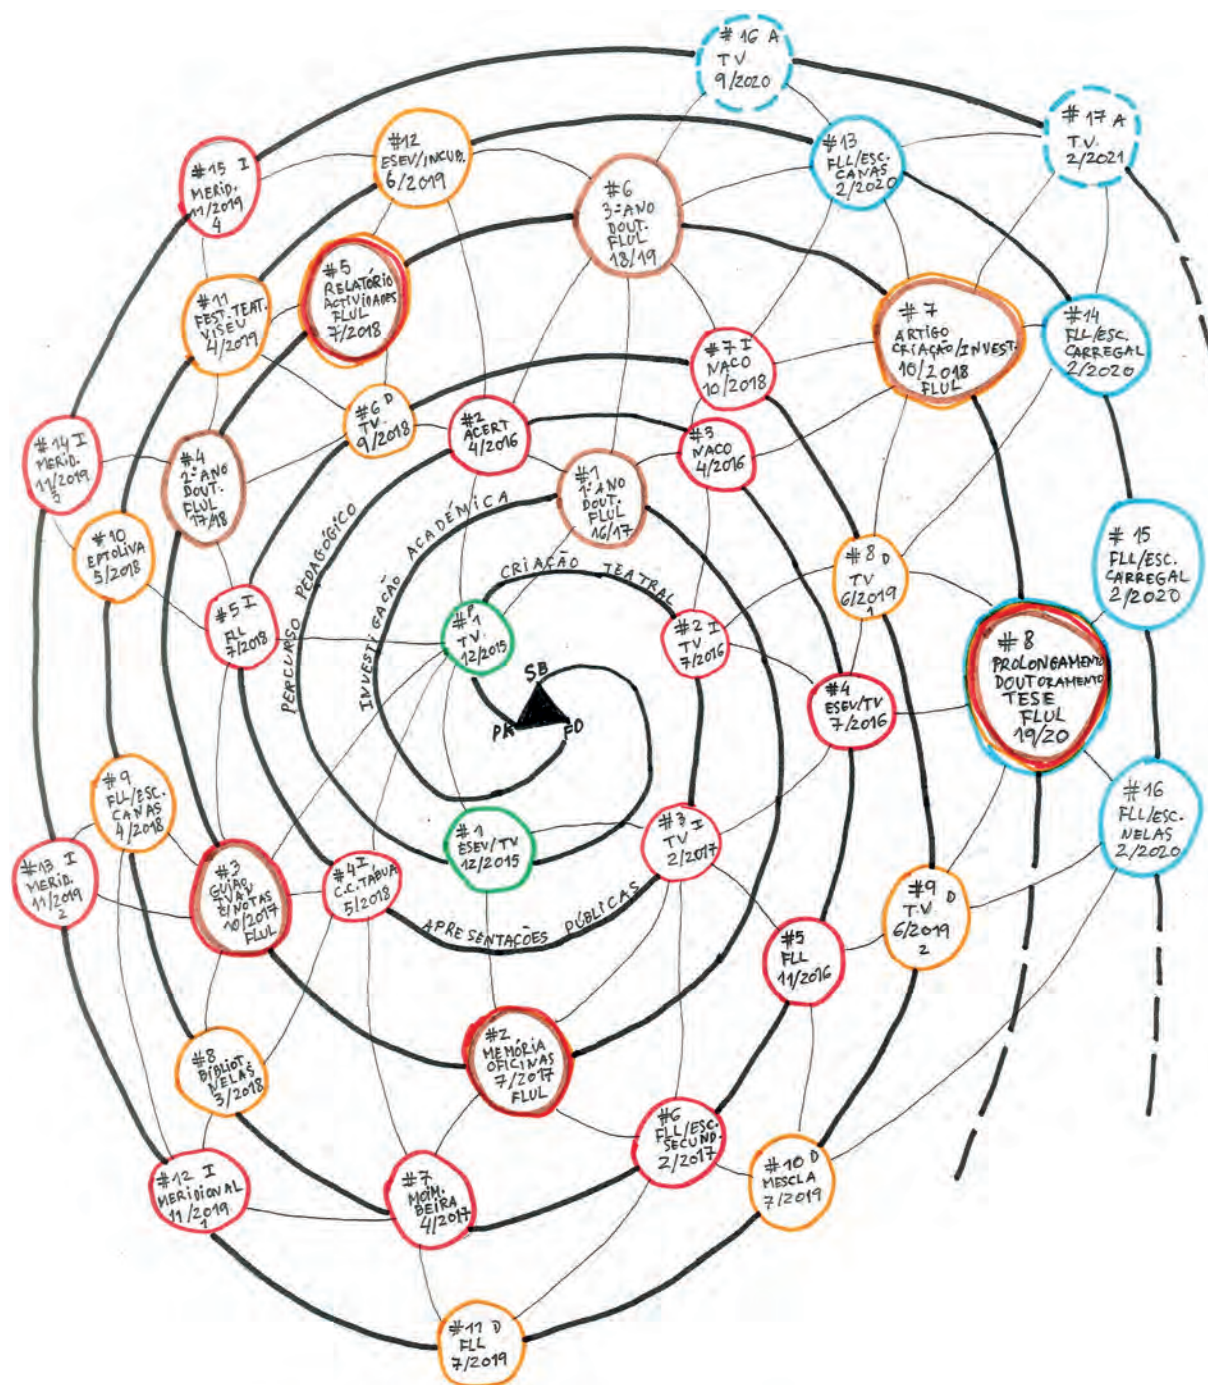 #16 A
TV
9/2020
#17 A
T.V.
2/2021
#12
ESEV/INCUB.
6/2019
#13
FLL/ESC.
CANAS
2/2020
#15 I
MERID.
11/2019
4
#6
3º ANO
DOUT.
FLUL
18/19
#5
RELATÓRIO
ACTIVIDADES
FLUL
7/2018
#11
FEST. TEAT.
VISEU
4/2019
#7
ARTIGO
CRIAÇÃO/INVEST.
10/2018
FLUL
#14
FLL/ESC.
CARREGAL
2/2020
#7 I
NACO
10/2018
#6 D
TV.
9/2018
#2
ACERT
4/2016
#3
NACO
4/2016
#14 I
MERID.
11/2019
3
#4
2º ANO
DOUT.
FLUL
17/18
#1
1º ANO
DOUT.
FLUL
16/17
#10
EPTOLIVA
5/2018
#8 D
TV
6/2019
1
#15
FLL/ESC.
CARREGAL
2/2020
PERCURSO PEDAGÓGICO
INVESTIGAÇÃO ACADÉMICA
CRIAÇÃO TEATRAL
#5 I
FLL
7/2018
#1 P
TV.
12/2015
#2 I
TV.
7/2016
#8
PROLONGAMENTO
DOUTORAMENTO
TESE
FLUL
19/20
SB
PR
FD
#4
ESEV/TV
7/2016
#9
FLL/ESC.
CANAS
4/2018
#16
FLL/ESC.
NELAS
2/2020
#1
ESEV/TV
12/2015
#3 I
TV
2/2017
#13 I
MERID.
11/2019
2
#3
GUIÃO
E NOTAS
10/2017
FLUL
#4 I
C.C. TÁBUA
5/2018
APRESENTAÇÕES PÚBLICAS
#9 D
T.V.
6/2019
2
#5
FLL
11/2016
#8
BIBLIOT.
NELAS
3/2018
#2
MEMÓRIA
OFICINAS
7/2017
FLUL
#6
FLL/ESC.
SECUND.
2/2017
#12 I
MERIDIONAL
11/2019
1
#7
MOIM.
BEIRA
4/2017
#10 D
MESCLA
7/2019
#11 D
FLL
7/2019